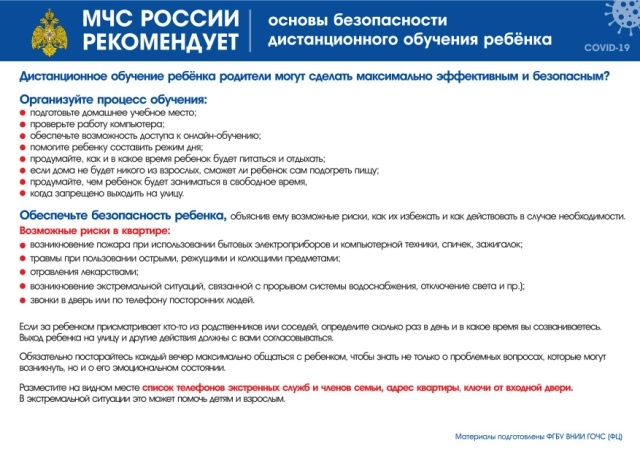 МЧС РОССИИ
РЕКОМЕНДУЕТ
основы безопасности
дистанционного обучения ребёнка
COVID-19
Дистанционное обучение ребёнка родители могут сделать максимально эффективным и безопасным?
Организуйте процесс обучения:
● подготовьте домашнее учебное место;
● проверьте работу компьютера;
● обеспечьте возможность доступа к онлайн-обучению;
● помогите ребенку составить режим дня;
● продумайте, как и в какое время ребенок будет питаться и отдыхать;
● если дома не будет никого из взрослых, сможет ли ребенок сам подогреть пищу;
● продумайте, чем ребенок будет заниматься в свободное время,
● когда запрещено выходить на улицу.
Обеспечьте безопасность ребенка, объяснив ему возможные риски, как их избежать и как действовать в случае необходимости.
Возможные риски в квартире:
● возникновение пожара при использовании бытовых электроприборов и компьютерной техники, спичек, зажигалок;
● травмы при пользовании острыми, режущими и колющими предметами;
● отравления лекарствами;
● возникновение экстремальной ситуаций, связанной с прорывом системы водоснабжения, отключение света и пр.);
● звонки в дверь или по телефону посторонних людей.
Если за ребенком присматривает кто-то из родственников или соседей, определите сколько раз в день и в какое время вы созваниваетесь.
Выход ребенка на улицу и другие действия должны с вами согласовываться.
Обязательно постарайтесь каждый вечер максимально общаться с ребенком, чтобы знать не только о проблемных вопросах, которые могут
возникнуть, но и о его эмоциональном состоянии.
Разместите на видном месте список телефонов экстренных служб и членов семьи, адрес квартиры, ключи от входной двери.
В экстремальной ситуации это может помочь детям и взрослым.
Материалы подготовлены ФГБУ ВНИИ ГОЧС (ФЦ)